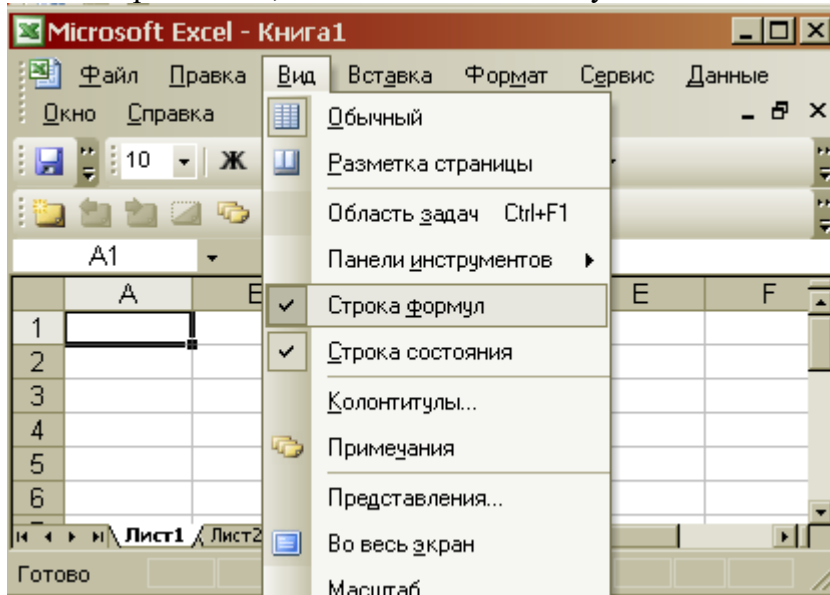 Microsoft Excel - Книга1
Файл Правка Вид Вставка Формат Сервис Данные
Окно Справка
Обычный
10 Ж
Разметка страницы
Область задач Ctrl+F1
A1
Панели инструментов
A E F
Строка формул
1
Строка состояния
2
3
Колонтитулы...
4
Примечания
5
6
Представления...
Лист1 Лист2
Во весь экран
Готово
Масштаб